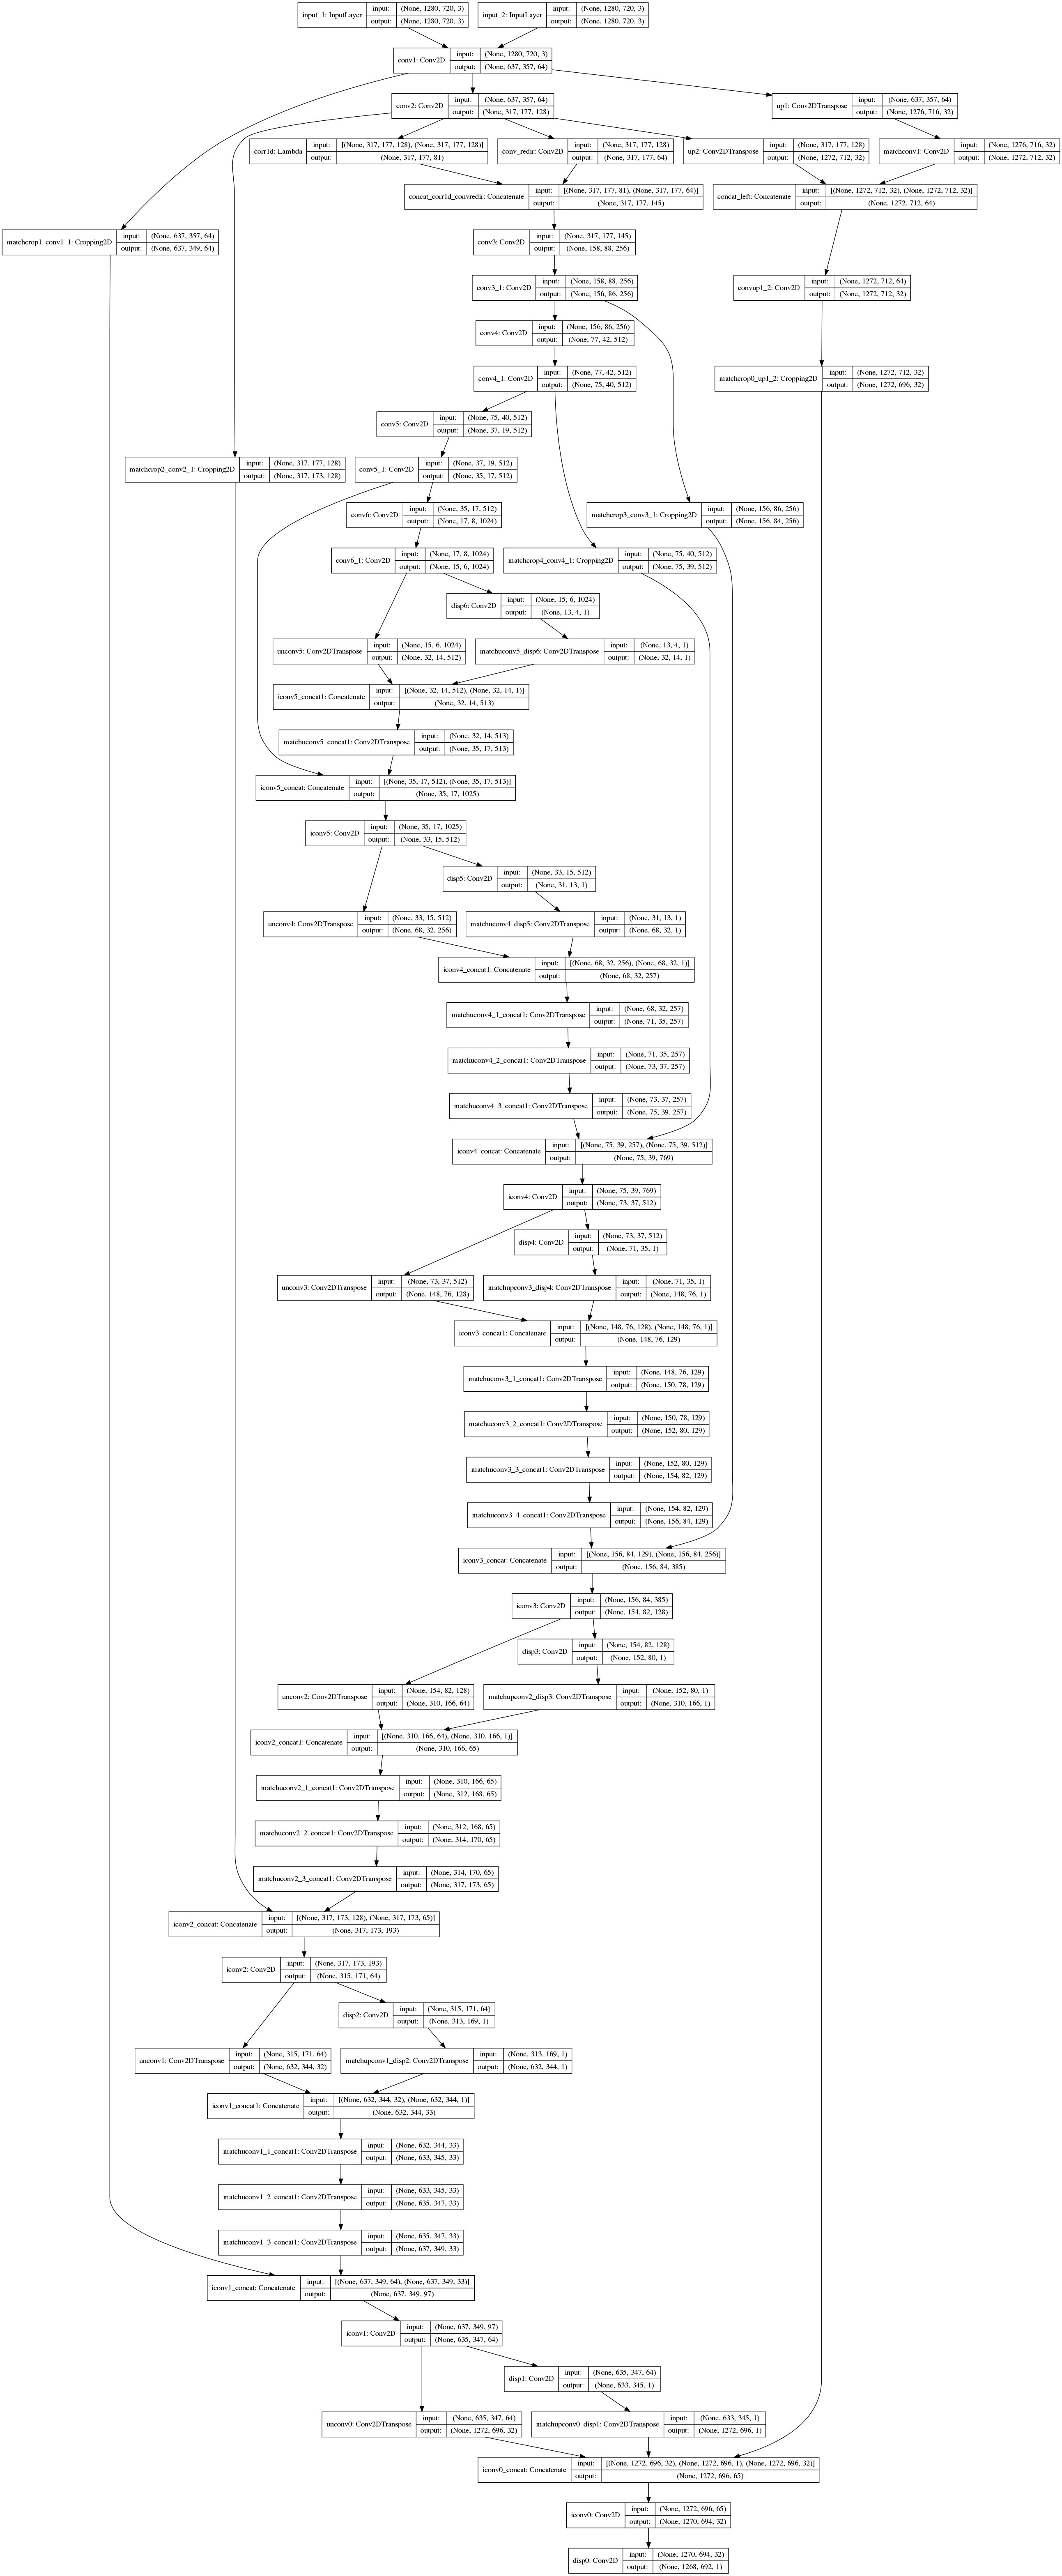 input_1: InputLayer input: (None, 1280, 720, 3) output: (None, 1280, 720, 3)
input_2: InputLayer input: (None, 1280, 720, 3) output: (None, 1280, 720, 3)
conv1: Conv2D input: (None, 1280, 720, 3) output: (None, 637, 357, 64)
conv2: Conv2D input: (None, 637, 357, 64) output: (None, 317, 177, 128)
up1: Conv2DTranspose input: (None, 637, 357, 64) output: (None, 1276, 716, 32)
corr1d: Lambda input: [(None, 317, 177, 128), (None, 317, 177, 128)] output: (None, 317, 177, 81)
conv_redir: Conv2D input: (None, 317, 177, 128) output: (None, 317, 177, 64)
up2: Conv2DTranspose input: (None, 317, 177, 128) output: (None, 1272, 712, 32)
matchconv1: Conv2D input: (None, 1276, 716, 32) output: (None, 1272, 712, 32)
concat_corr1d_convredir: Concatenate input: [(None, 317, 177, 81), (None, 317, 177, 64)] output: (None, 317, 177, 145)
concat_left: Concatenate input: [(None, 1272, 712, 32), (None, 1272, 712, 32)] output: (None, 1272, 712, 64)
matchcrop1_conv1_1: Cropping2D input: (None, 637, 357, 64) output: (None, 637, 349, 64)
conv3: Conv2D input: (None, 317, 177, 145) output: (None, 158, 88, 256)
conv3_1: Conv2D input: (None, 158, 88, 256) output: (None, 156, 86, 256)
convup1_2: Conv2D input: (None, 1272, 712, 64) output: (None, 1272, 712, 32)
conv4: Conv2D input: (None, 156, 86, 256) output: (None, 77, 42, 512)
conv4_1: Conv2D input: (None, 77, 42, 512) output: (None, 75, 40, 512)
matchcrop0_up1_2: Cropping2D input: (None, 1272, 712, 32) output: (None, 1272, 696, 32)
conv5: Conv2D input: (None, 75, 40, 512) output: (None, 37, 19, 512)
matchcrop2_conv2_1: Cropping2D input: (None, 317, 177, 128) output: (None, 317, 173, 128)
conv5_1: Conv2D input: (None, 37, 19, 512) output: (None, 35, 17, 512)
conv6: Conv2D input: (None, 35, 17, 512) output: (None, 17, 8, 1024)
matchcrop3_conv3_1: Cropping2D input: (None, 156, 86, 256) output: (None, 156, 84, 256)
conv6_1: Conv2D input: (None, 17, 8, 1024) output: (None, 15, 6, 1024)
matchcrop4_conv4_1: Cropping2D input: (None, 75, 40, 512) output: (None, 75, 39, 512)
disp6: Conv2D input: (None, 15, 6, 1024) output: (None, 13, 4, 1)
unconv5: Conv2DTranspose input: (None, 15, 6, 1024) output: (None, 32, 14, 512)
matchuconv5_disp6: Conv2DTranspose input: (None, 13, 4, 1) output: (None, 32, 14, 1)
iconv5_concat1: Concatenate input: [(None, 32, 14, 512), (None, 32, 14, 1)] output: (None, 32, 14, 513)
matchuconv5_concat1: Conv2DTranspose input: (None, 32, 14, 513) output: (None, 35, 17, 513)
iconv5_concat: Concatenate input: [(None, 35, 17, 512), (None, 35, 17, 513)] output: (None, 35, 17, 1025)
iconv5: Conv2D input: (None, 35, 17, 1025) output: (None, 33, 15, 512)
disp5: Conv2D input: (None, 33, 15, 512) output: (None, 31, 13, 1)
unconv4: Conv2DTranspose input: (None, 33, 15, 512) output: (None, 68, 32, 256)
matchuconv4_disp5: Conv2DTranspose input: (None, 31, 13, 1) output: (None, 68, 32, 1)
iconv4_concat1: Concatenate input: [(None, 68, 32, 256), (None, 68, 32, 1)] output: (None, 68, 32, 257)
matchuconv4_1_concat1: Conv2DTranspose input: (None, 68, 32, 257) output: (None, 71, 35, 257)
matchuconv4_2_concat1: Conv2DTranspose input: (None, 71, 35, 257) output: (None, 73, 37, 257)
matchuconv4_3_concat1: Conv2DTranspose input: (None, 73, 37, 257) output: (None, 75, 39, 257)
iconv4_concat: Concatenate input: [(None, 75, 39, 257), (None, 75, 39, 512)] output: (None, 75, 39, 769)
iconv4: Conv2D input: (None, 75, 39, 769) output: (None, 73, 37, 512)
disp4: Conv2D input: (None, 73, 37, 512) output: (None, 71, 35, 1)
unconv3: Conv2DTranspose input: (None, 73, 37, 512) output: (None, 148, 76, 128)
matchupconv3_disp4: Conv2DTranspose input: (None, 71, 35, 1) output: (None, 148, 76, 1)
iconv3_concat1: Concatenate input: [(None, 148, 76, 128), (None, 148, 76, 1)] output: (None, 148, 76, 129)
matchuconv3_1_concat1: Conv2DTranspose input: (None, 148, 76, 129) output: (None, 150, 78, 129)
matchuconv3_2_concat1: Conv2DTranspose input: (None, 150, 78, 129) output: (None, 152, 80, 129)
matchuconv3_3_concat1: Conv2DTranspose input: (None, 152, 80, 129) output: (None, 154, 82, 129)
matchuconv3_4_concat1: Conv2DTranspose input: (None, 154, 82, 129) output: (None, 156, 84, 129)
iconv3_concat: Concatenate input: [(None, 156, 84, 129), (None, 156, 84, 256)] output: (None, 156, 84, 385)
iconv3: Conv2D input: (None, 156, 84, 385) output: (None, 154, 82, 128)
disp3: Conv2D input: (None, 154, 82, 128) output: (None, 152, 80, 1)
unconv2: Conv2DTranspose input: (None, 154, 82, 128) output: (None, 310, 166, 64)
matchupconv2_disp3: Conv2DTranspose input: (None, 152, 80, 1) output: (None, 310, 166, 1)
iconv2_concat1: Concatenate input: [(None, 310, 166, 64), (None, 310, 166, 1)] output: (None, 310, 166, 65)
matchuconv2_1_concat1: Conv2DTranspose input: (None, 310, 166, 65) output: (None, 312, 168, 65)
matchuconv2_2_concat1: Conv2DTranspose input: (None, 312, 168, 65) output: (None, 314, 170, 65)
matchuconv2_3_concat1: Conv2DTranspose input: (None, 314, 170, 65) output: (None, 317, 173, 65)
iconv2_concat: Concatenate input: [(None, 317, 173, 128), (None, 317, 173, 65)] output: (None, 317, 173, 193)
iconv2: Conv2D input: (None, 317, 173, 193) output: (None, 315, 171, 64)
disp2: Conv2D input: (None, 315, 171, 64) output: (None, 313, 169, 1)
unconv1: Conv2DTranspose input: (None, 315, 171, 64) output: (None, 632, 344, 32)
matchupconv1_disp2: Conv2DTranspose input: (None, 313, 169, 1) output: (None, 632, 344, 1)
iconv1_concat1: Concatenate input: [(None, 632, 344, 32), (None, 632, 344, 1)] output: (None, 632, 344, 33)
matchuconv1_1_concat1: Conv2DTranspose input: (None, 632, 344, 33) output: (None, 633, 345, 33)
matchuconv1_2_concat1: Conv2DTranspose input: (None, 633, 345, 33) output: (None, 635, 347, 33)
matchuconv1_3_concat1: Conv2DTranspose input: (None, 635, 347, 33) output: (None, 637, 349, 33)
iconv1_concat: Concatenate input: [(None, 637, 349, 64), (None, 637, 349, 33)] output: (None, 637, 349, 97)
iconv1: Conv2D input: (None, 637, 349, 97) output: (None, 635, 347, 64)
disp1: Conv2D input: (None, 635, 347, 64) output: (None, 633, 345, 1)
unconv0: Conv2DTranspose input: (None, 635, 347, 64) output: (None, 1272, 696, 32)
matchupconv0_disp1: Conv2DTranspose input: (None, 633, 345, 1) output: (None, 1272, 696, 1)
iconv0_concat: Concatenate input: [(None, 1272, 696, 32), (None, 1272, 696, 1), (None, 1272, 696, 32)] output: (None, 1272, 696, 65)
iconv0: Conv2D input: (None, 1272, 696, 65) output: (None, 1270, 694, 32)
disp0: Conv2D input: (None, 1270, 694, 32) output: (None, 1268, 692, 1)